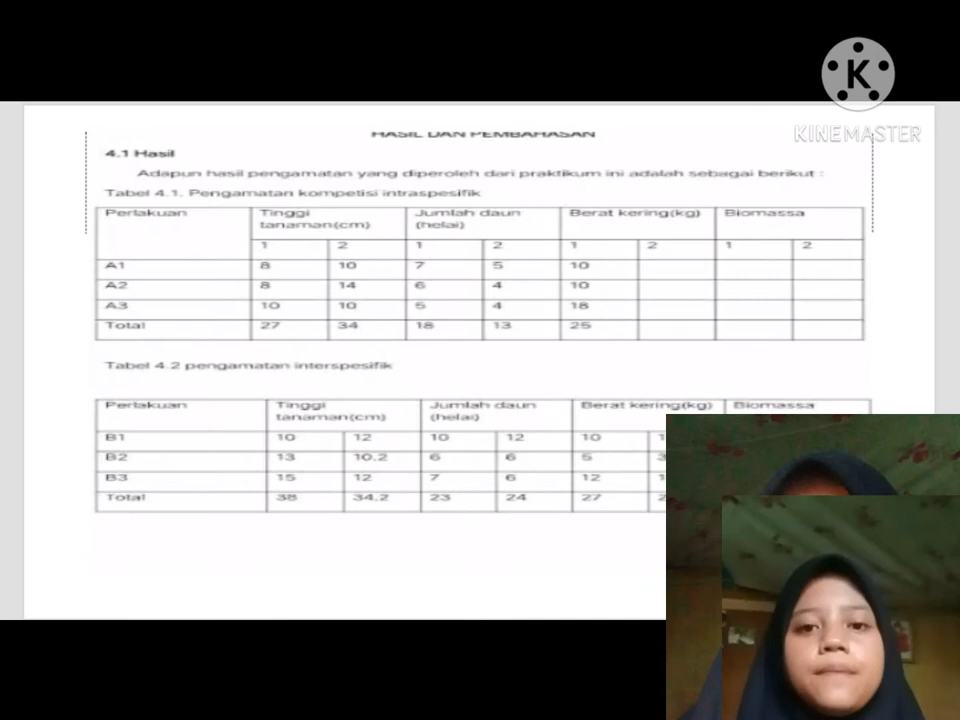 K
KINEMASTER
HASIL DAN PEMBAHASAN
4.1 Hasil
Adapun hasil pengamatan yang diperoleh dari praktikum ini adalah sebagai berikut :
Tabel 4.1. Pengamatan kompetisi intraspesifik
Perlakuan Tinggi tanaman(cm) Jumlah daun (helai) Berat kering(kg) Biomassa
1 2 1 2 1 2 1 2
A1 8 10 7 5 10
A2 8 14 6 4 10
A3 10 10 5 4 18
Total 27 34 18 13 25
Tabel 4.2 pengamatan interspesifik
Perlakuan Tinggi tanaman(cm) Jumlah daun (helai) Berat kering(kg) Biomassa
B1 10 12 10 12 10
B2 13 10.2 6 6 5
B3 15 12 7 6 12
Total 38 34.2 23 24 27